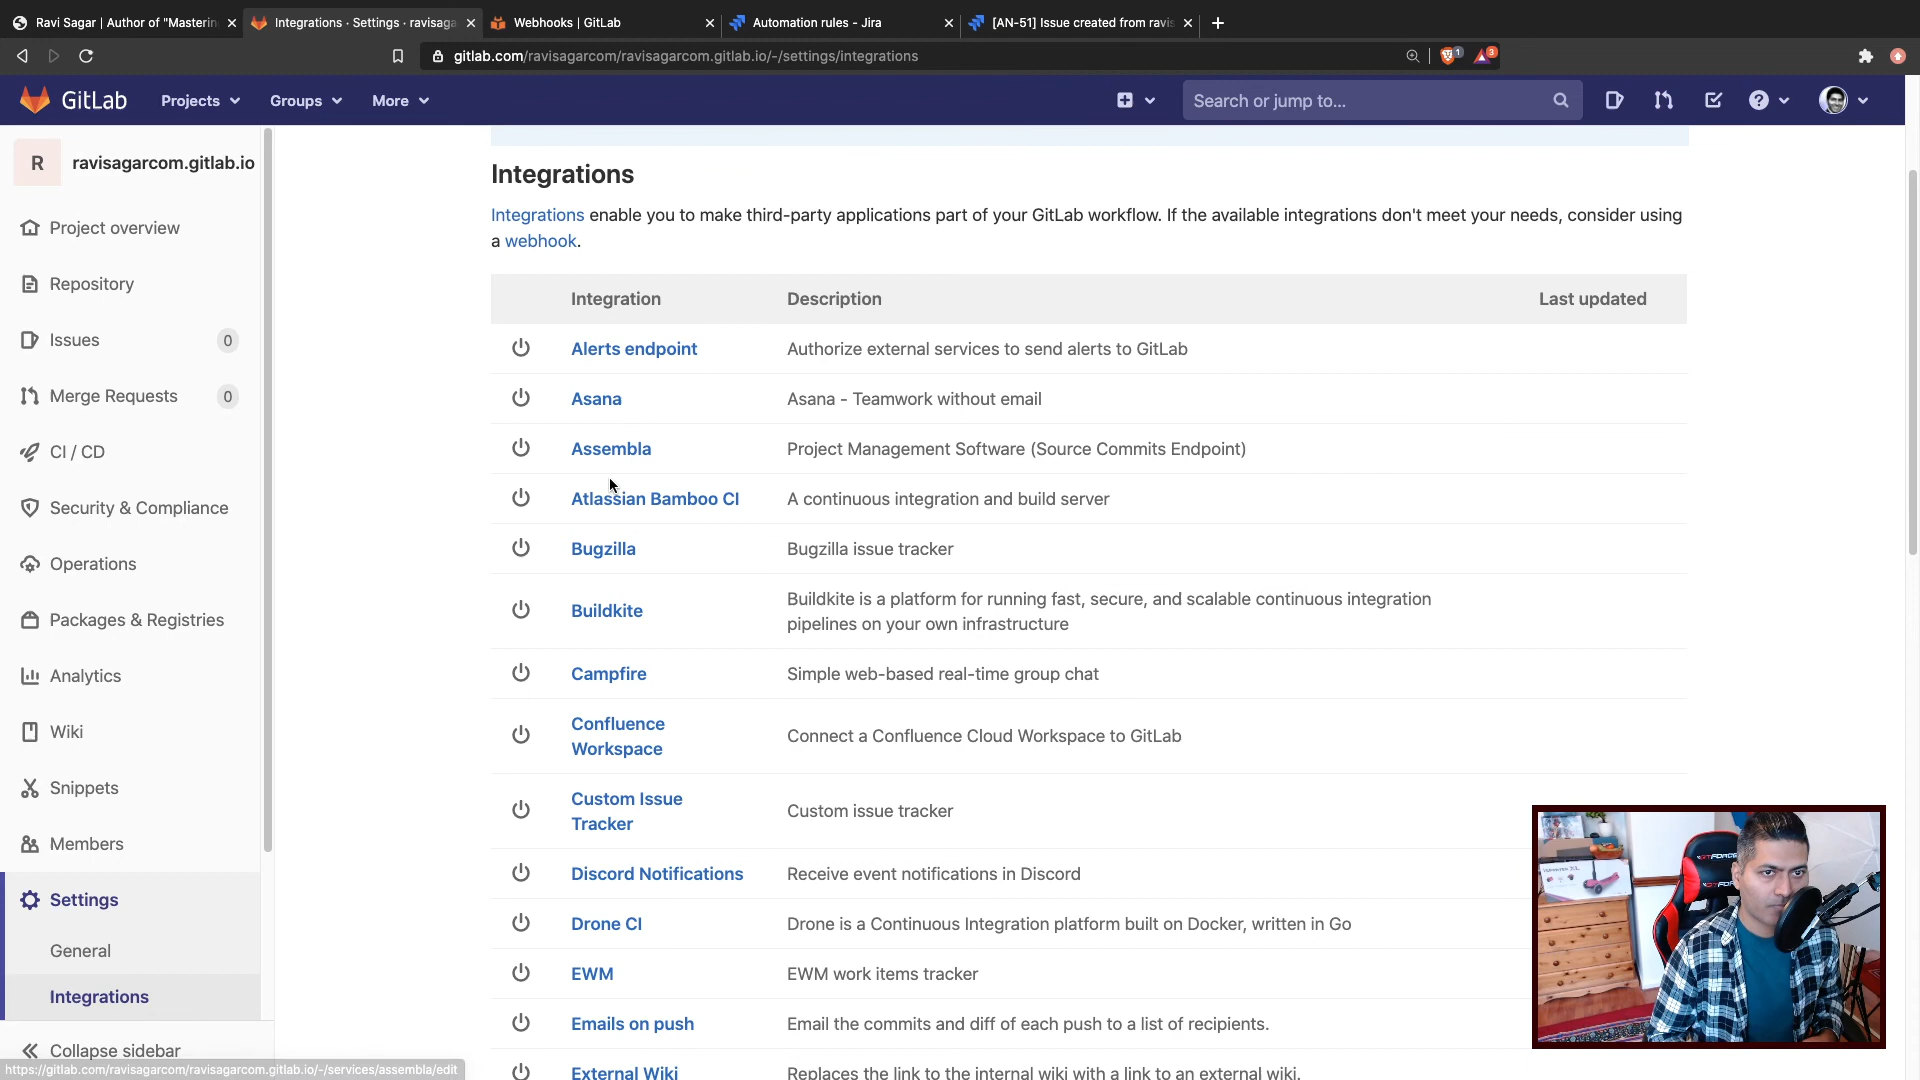 Ravi Sagar | Author of "Masterin
Integrations · Settings · ravisaga
Webhooks | GitLab
Automation rules - Jira
[AN-51] Issue created from ravis
gitlab.com/ravisagarcom/ravisagarcom.gitlab.io/-/settings/integrations
1
3
GitLab
Projects
Groups
More
Search or jump to...
R
ravisagarcom.gitlab.io
Project overview
Repository
Issues 0
Merge Requests 0
CI / CD
Security & Compliance
Operations
Packages & Registries
Analytics
Wiki
Snippets
Members
Settings
General
Integrations
Collapse sidebar
https://gitlab.com/ravisagarcom/ravisagarcom.gitlab.io/-/services/assembla/edit
Integrations
Integrations enable you to make third-party applications part of your GitLab workflow. If the available integrations don't meet your needs, consider using
a webhook.
Integration Description Last updated
Alerts endpoint Authorize external services to send alerts to GitLab
Asana Asana - Teamwork without email
Assembla Project Management Software (Source Commits Endpoint)
Atlassian Bamboo CI A continuous integration and build server
Bugzilla Bugzilla issue tracker
Buildkite Buildkite is a platform for running fast, secure, and scalable continuous integration
pipelines on your own infrastructure
Campfire Simple web-based real-time group chat
Confluence
Workspace
Connect a Confluence Cloud Workspace to GitLab
Custom Issue
Tracker
Custom issue tracker
Discord Notifications Receive event notifications in Discord
Drone CI Drone is a Continuous Integration platform built on Docker, written in Go
EWM EWM work items tracker
Emails on push Email the commits and diff of each push to a list of recipients.
External Wiki Replaces the link to the internal wiki with a link to an external wiki.